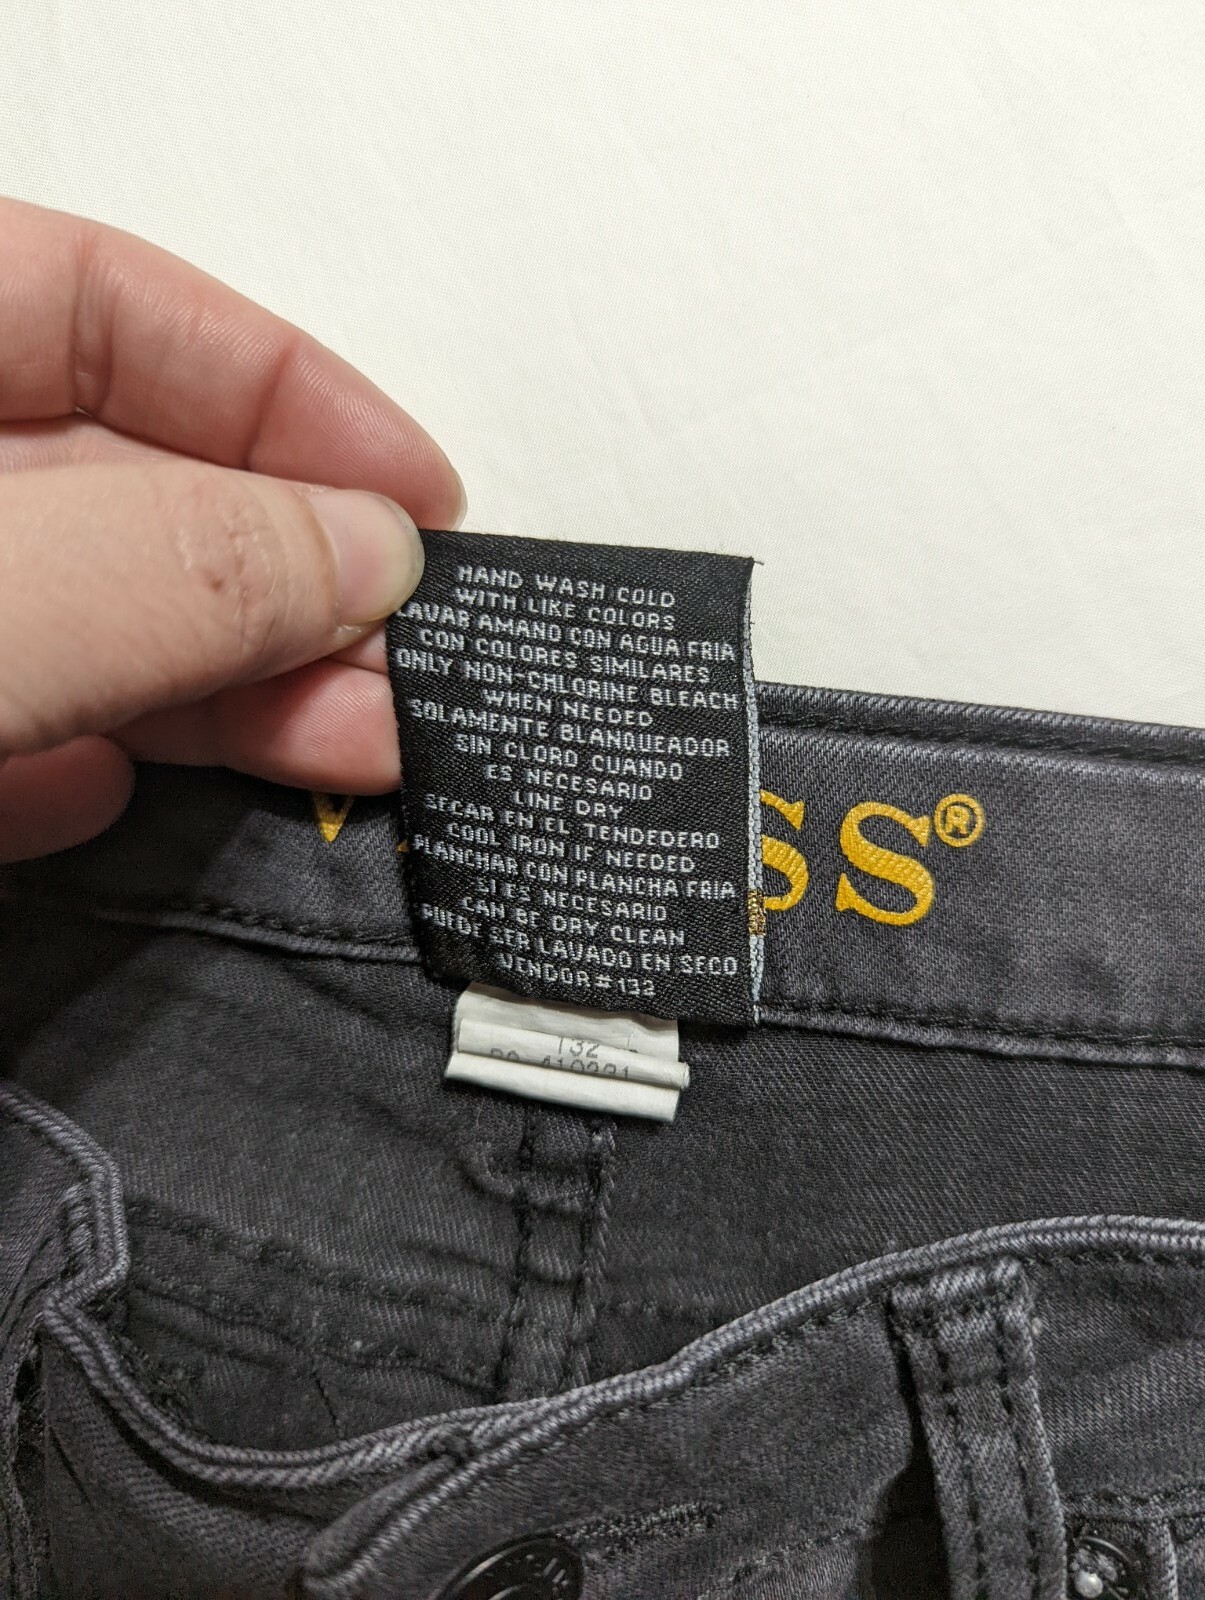 HAND WASH COLD
WITH LIKE COLORS
LAVAR AMANO CON AGUA FRIA
CON COLORES SIMILARES
ONLY NON-CHLORINE BLEACH
WHEN NEEDED
SOLAMENTE BLANQUEADOR
SIN CLORO CUANDO
ES NECESARIO
LINE DRY
SECAR EN EL TENDEDERO
COOL IRON IF NEEDED
PLANCHAR CON PLANCHA FRIA
SI ES NECESARIO
CAN BE DRY CLEAN
PUEDE SER LAVADO EN SECO
VENDOR#132
SS®
132